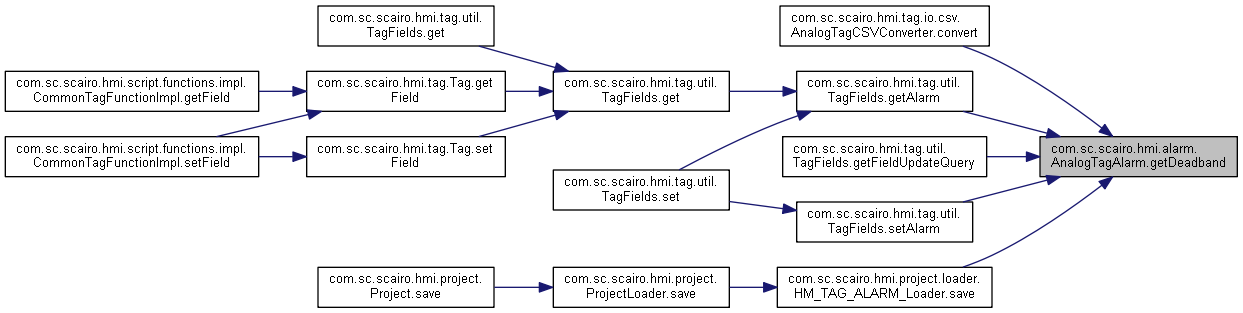 com.sc.scairo.hmi.tag.util.
TagFields.get
com.sc.scairo.hmi.tag.io.csv.
AnalogTagCSVConverter.convert
com.sc.scairo.hmi.script.functions.impl.
CommonTagFunctionImpl.getField
com.sc.scairo.hmi.tag.Tag.get
Field
com.sc.scairo.hmi.tag.util.
TagFields.get
com.sc.scairo.hmi.tag.util.
TagFields.getAlarm
com.sc.scairo.hmi.script.functions.impl.
CommonTagFunctionImpl.setField
com.sc.scairo.hmi.tag.Tag.set
Field
com.sc.scairo.hmi.tag.util.
TagFields.getFieldUpdateQuery
com.sc.scairo.hmi.alarm.
AnalogTagAlarm.getDeadband
com.sc.scairo.hmi.tag.util.
TagFields.set
com.sc.scairo.hmi.tag.util.
TagFields.setAlarm
com.sc.scairo.hmi.project.
Project.save
com.sc.scairo.hmi.project.
ProjectLoader.save
com.sc.scairo.hmi.project.loader.
HM_TAG_ALARM_Loader.save